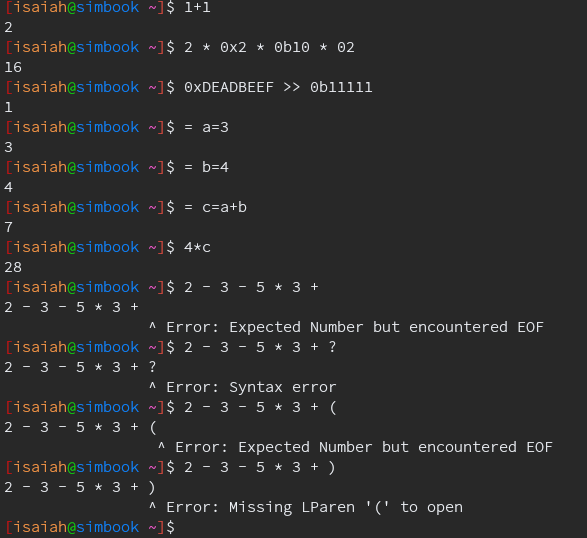 [isaiah@simbook ~]$ 1+1
2
[isaiah@simbook ~]$ 2 * 0x2 * 0b10 * 02
16
[isaiah@simbook ~]$ 0xDEADBEEF >> 0b11111
1
[isaiah@simbook ~]$ = a=3
3
[isaiah@simbook ~]$ = b=4
4
[isaiah@simbook ~]$ = c=a+b
7
[isaiah@simbook ~]$ 4*c
28
[isaiah@simbook ~]$ 2 - 3 - 5 * 3 +
2 - 3 - 5 * 3 +
                ^ Error: Expected Number but encountered EOF
[isaiah@simbook ~]$ 2 - 3 - 5 * 3 + ?
2 - 3 - 5 * 3 + ?
                ^ Error: Syntax error
[isaiah@simbook ~]$ 2 - 3 - 5 * 3 + (
2 - 3 - 5 * 3 + (
                 ^ Error: Expected Number but encountered EOF
[isaiah@simbook ~]$ 2 - 3 - 5 * 3 + )
2 - 3 - 5 * 3 + )
                ^ Error: Missing LParen '(' to open
[isaiah@simbook ~]$